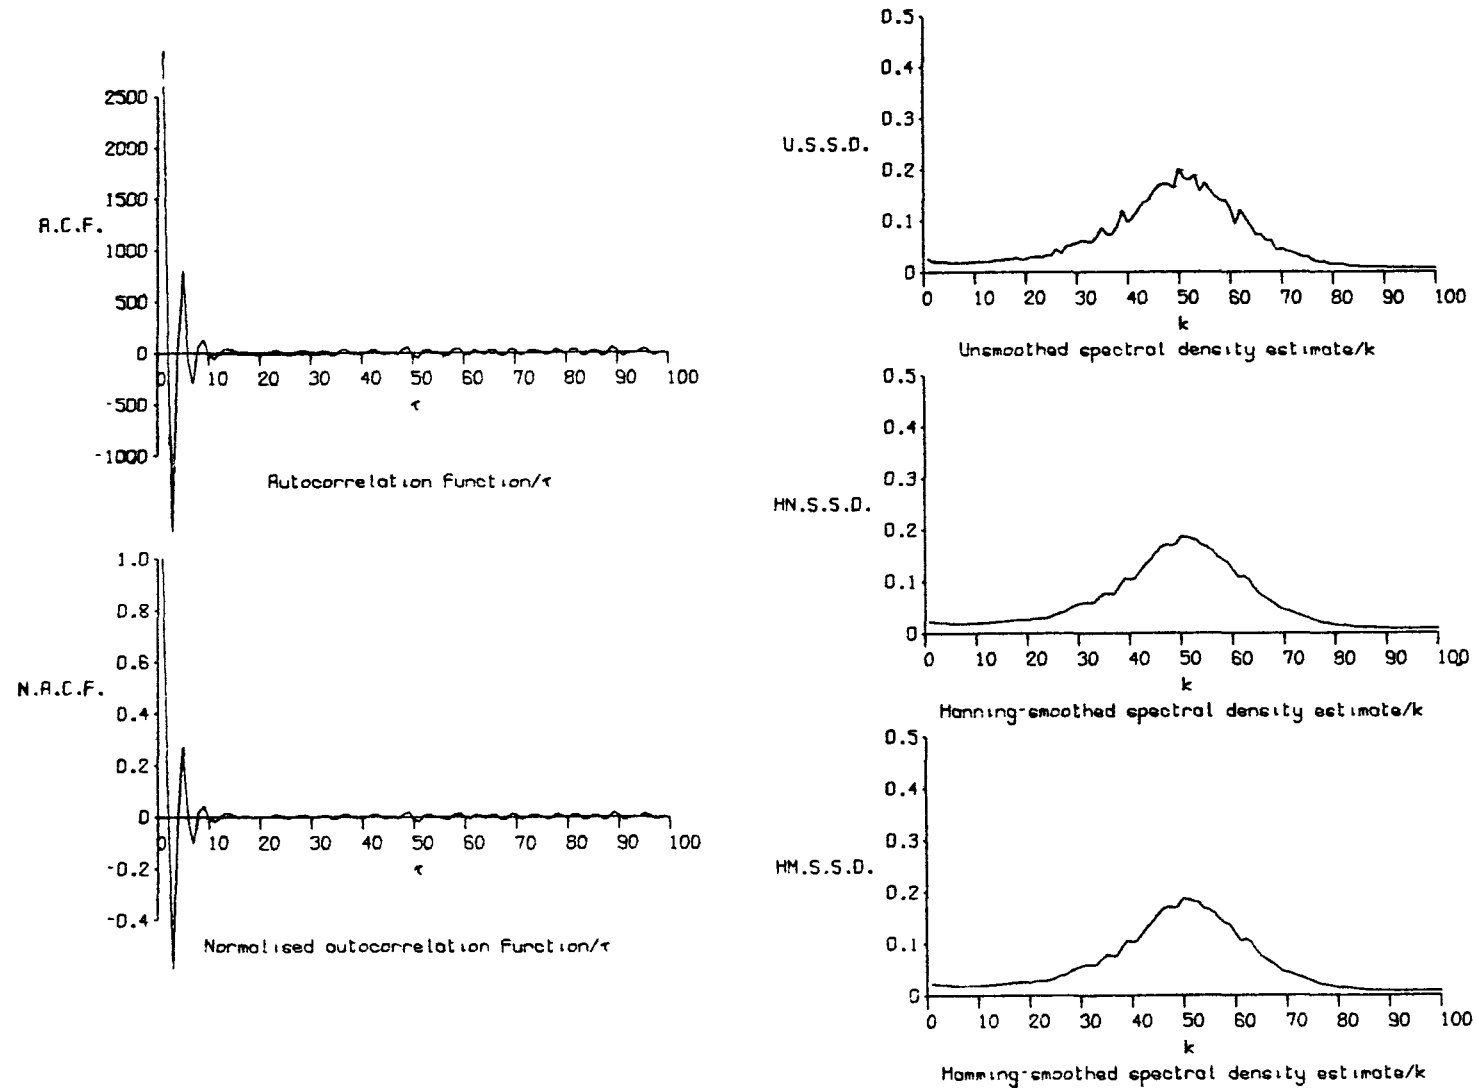 2500
2000
1500
A.C.F.
1000
500
0
0 10 20 30 40 50 60 70 80 90 100
-500
τ
-1000
Autocorrelation function/τ
1.0
0.8
0.6
N.A.C.F.
0.4
0.2
0
0 10 20 30 40 50 60 70 80 90 100
-0.2
τ
-0.4
Normalised autocorrelation function/τ
0.5
0.4
0.3
U.S.S.D.
0.2
0.1
0
0 10 20 30 40 50 60 70 80 90 100
k
Unsmoothed spectral density estimate/k
0.5
0.4
0.3
HN.S.S.D.
0.2
0.1
0
0 10 20 30 40 50 60 70 80 90 100
k
Hanning-smoothed spectral density estimate/k
0.5
0.4
0.3
HM.S.S.D.
0.2
0.1
0
0 10 20 30 40 50 60 70 80 90 100
k
Hamming-smoothed spectral density estimate/k